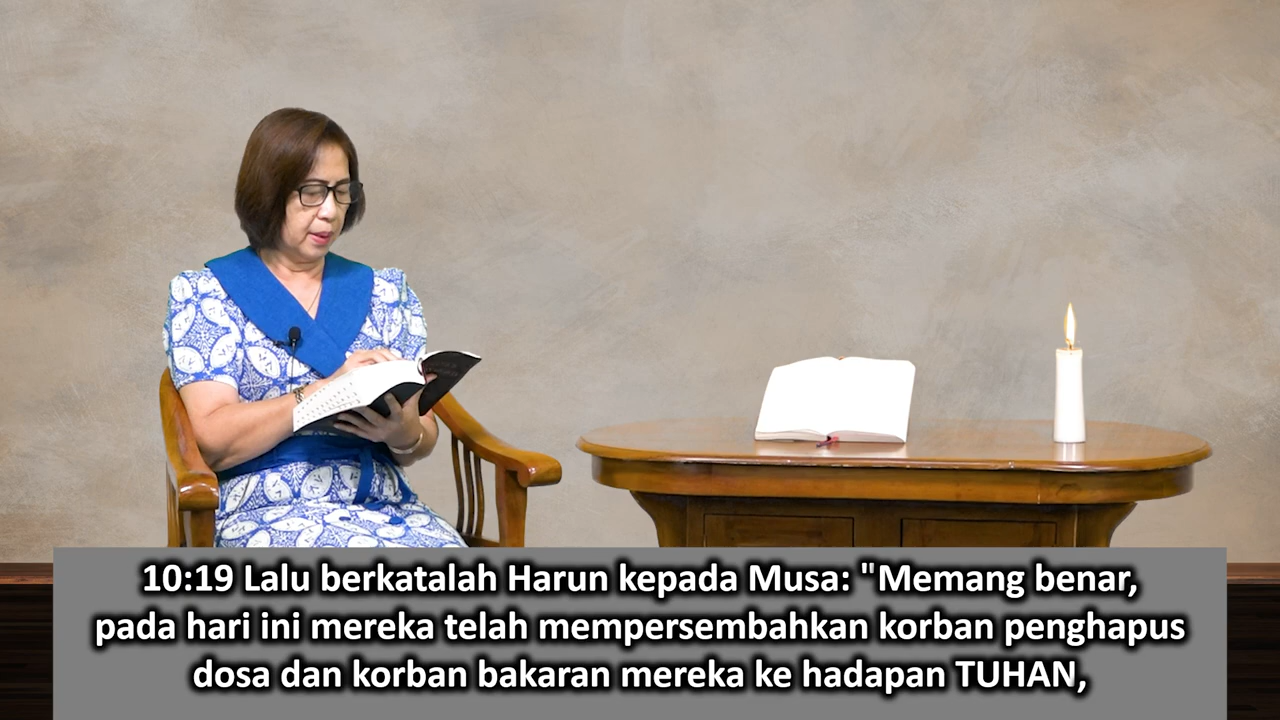 10:19 Lalu berkatalah Harun kepada Musa: "Memang benar,
pada hari ini mereka telah mempersembahkan korban penghapus
dosa dan korban bakaran mereka ke hadapan TUHAN,